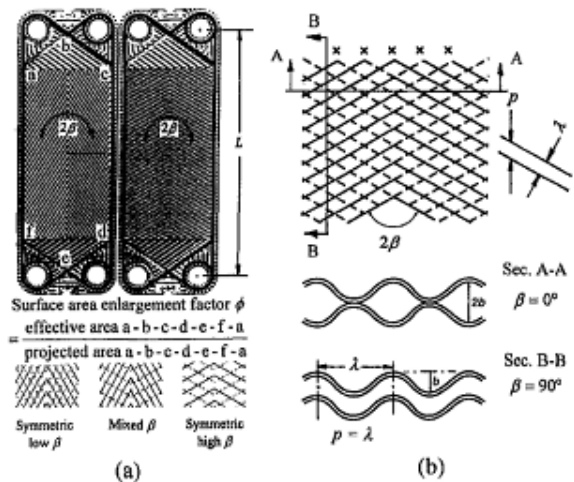 a
b
c
2β
2β
L
f
d
e
Surface area enlargement factor ϕ
= effective area a - b - c - d - e - f - a
projected area a - b - c - d - e - f - a
Symmetric low β
Mixed β
Symmetric high β
(a)
B
A
A
p
λ
B
2β
Sec. A-A
β = 0°
2b
Sec. B-B
β = 90°
λ
b
p = λ
(b)